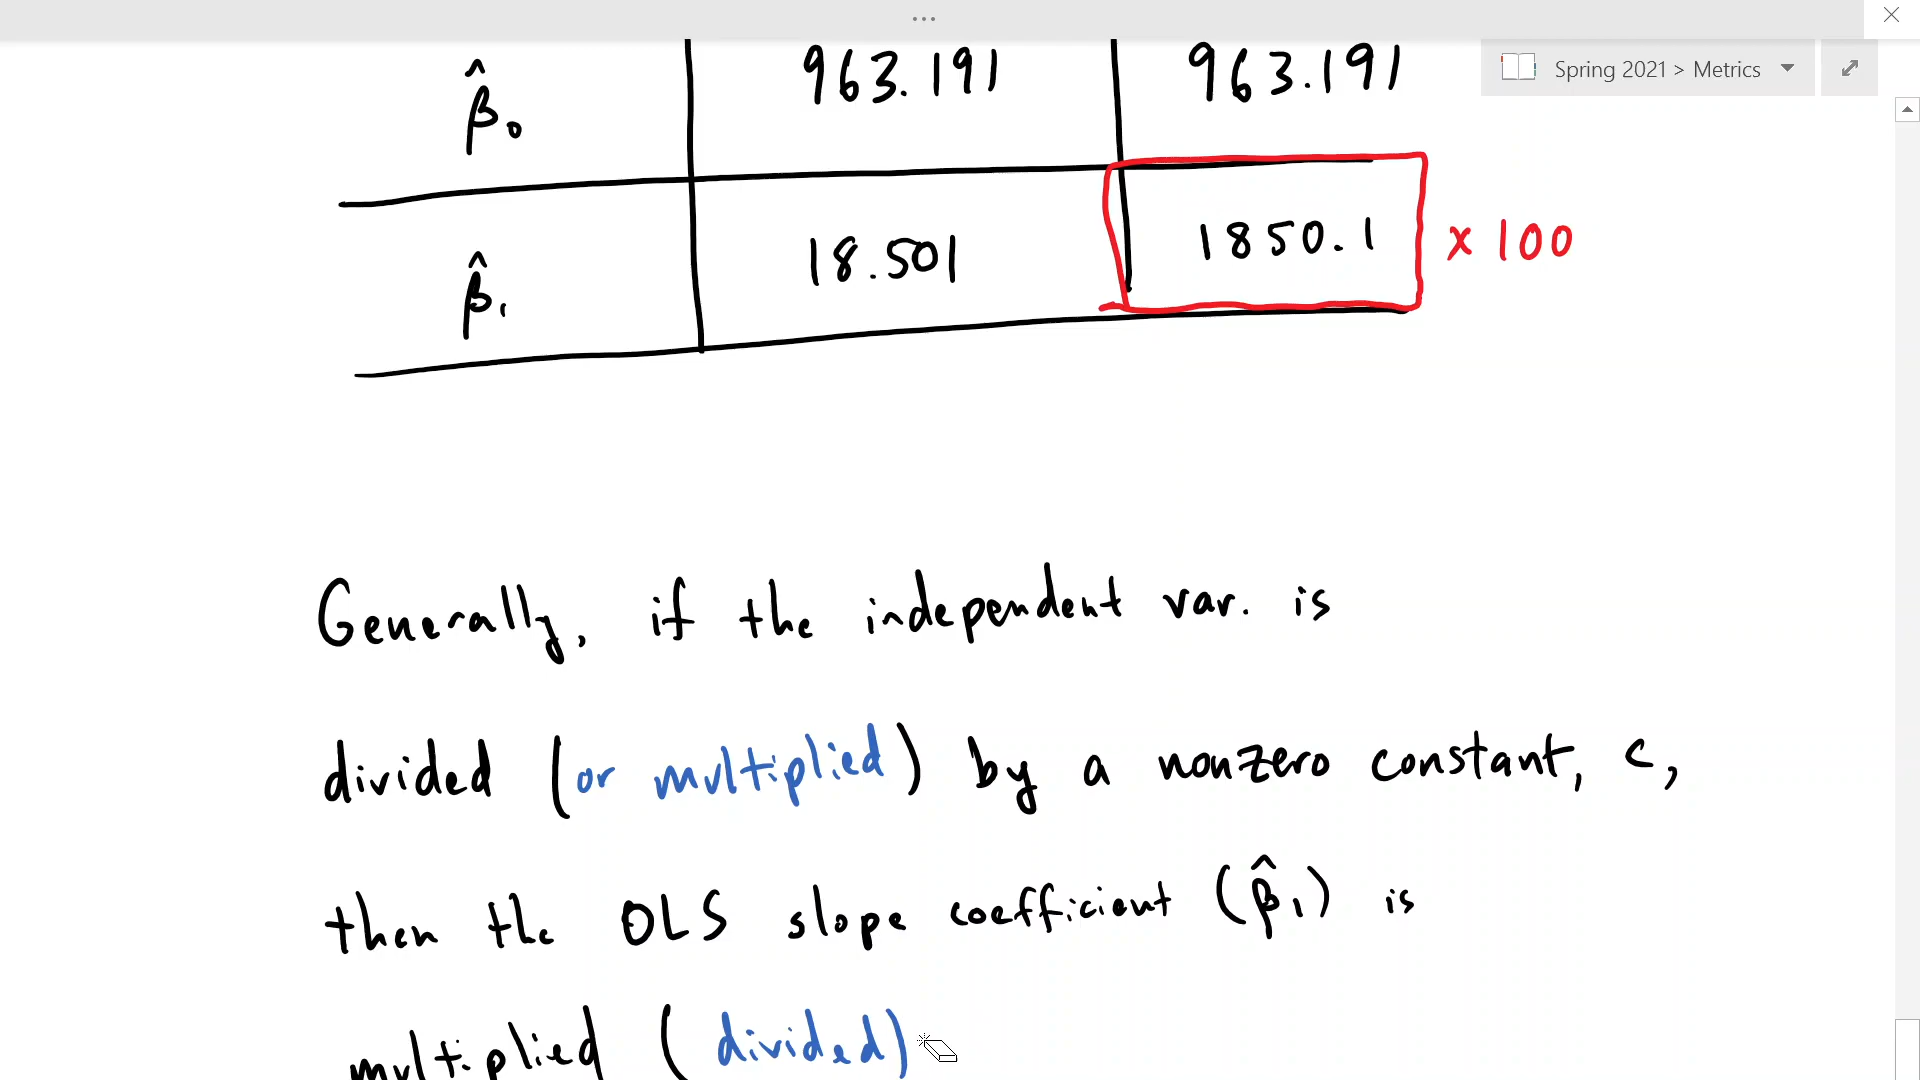 ...
Spring 2021 > Metrics
β̂₀ 963.191 963.191
β̂₁ 18.501 1850.1 x 100
Generally, if the independent var. is
divided (or multiplied) by a nonzero constant, c,
then the OLS slope coefficient (β̂₁) is
multiplied (divided)